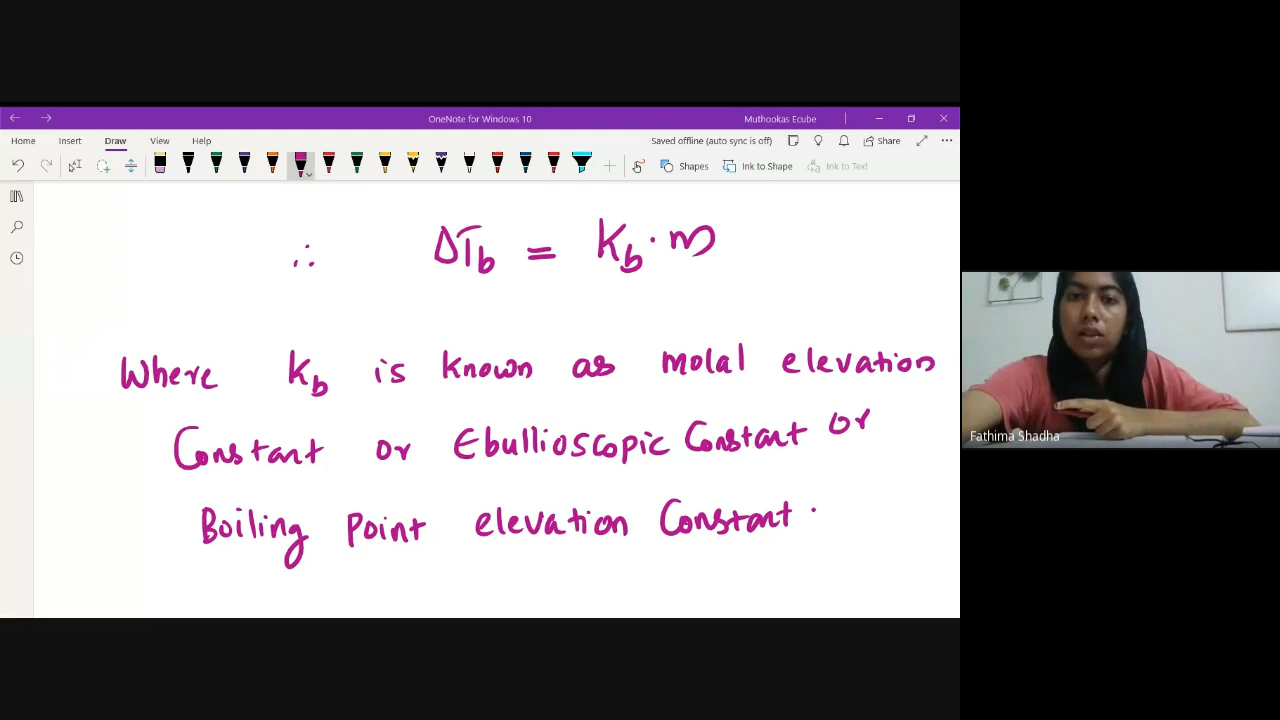 OneNote for Windows 10
Muthookas Ecube
Home Insert Draw View Help
Saved offline (auto sync is off)
Share
Shapes
Ink to Shape
Ink to Text
∴ ΔTb = Kb · m
Where Kb is known as molal elevation
Constant or Ebullioscopic Constant or
Boiling Point elevation Constant .
Fathima Shadha